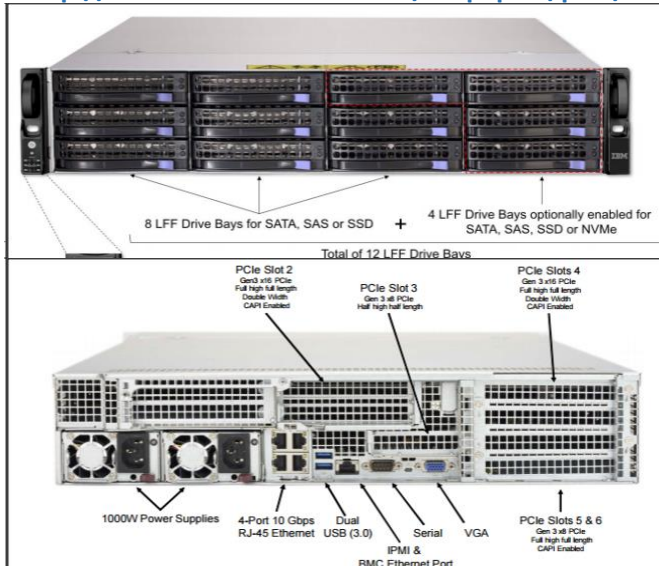 IBM
8 LFF Drive Bays for SATA, SAS or SSD
+
4 LFF Drive Bays optionally enabled for
SATA, SAS, SSD or NVMe
Total of 12 LFF Drive Bays
PCIe Slot 2
Gen3 x16 PCIe
Full high full length
Double Width
CAPI Enabled
PCIe Slot 3
Gen 3 x8 PCIe
Half high half length
PCIe Slots 4
Gen 3 x16 PCIe
Full high full length
Double Width
CAPI Enabled
1000W Power Supplies
4-Port 10 Gbps
RJ-45 Ethernet
Dual
USB (3.0)
IPMI &
BMC Ethernet Port
Serial
VGA
PCIe Slots 5 & 6
Gen 3 x8 PCIe
Full high full length
CAPI Enabled